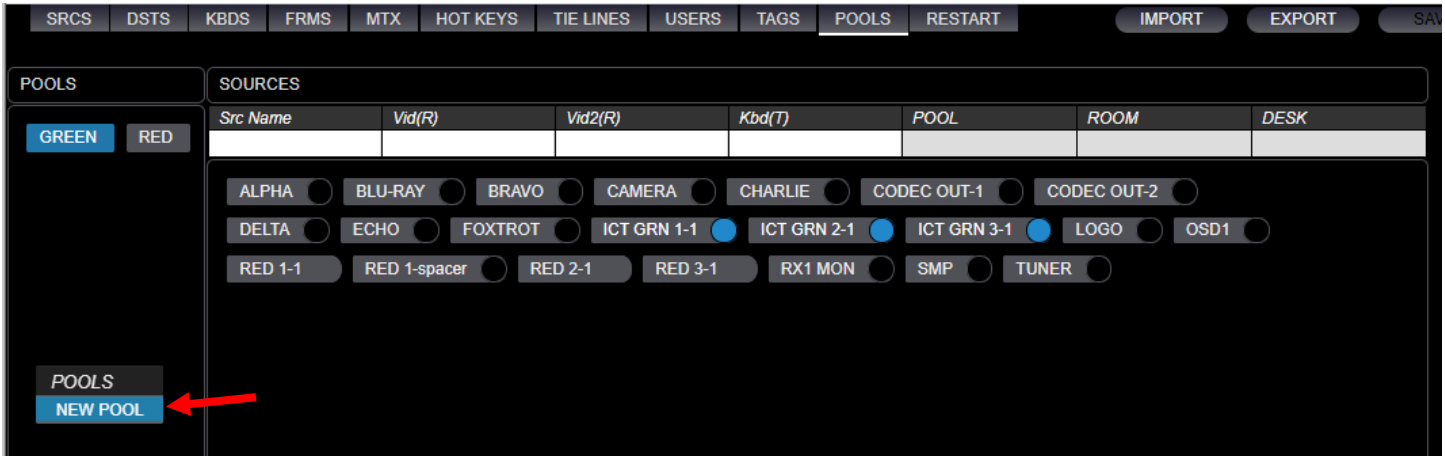 SRCS DSTS KBDS FRMS MTX HOT KEYS TIE LINES USERS TAGS POOLS RESTART IMPORT EXPORT SAV
POOLS SOURCES
Src Name Vid(R) Vid2(R) Kbd(T) POOL ROOM DESK
GREEN RED
ALPHA BLU-RAY BRAVO CAMERA CHARLIE CODEC OUT-1 CODEC OUT-2
DELTA ECHO FOXTROT ICT GRN 1-1 ICT GRN 2-1 ICT GRN 3-1 LOGO OSD1
RED 1-1 RED 1-spacer RED 2-1 RED 3-1 RX1 MON SMP TUNER
POOLS
NEW POOL